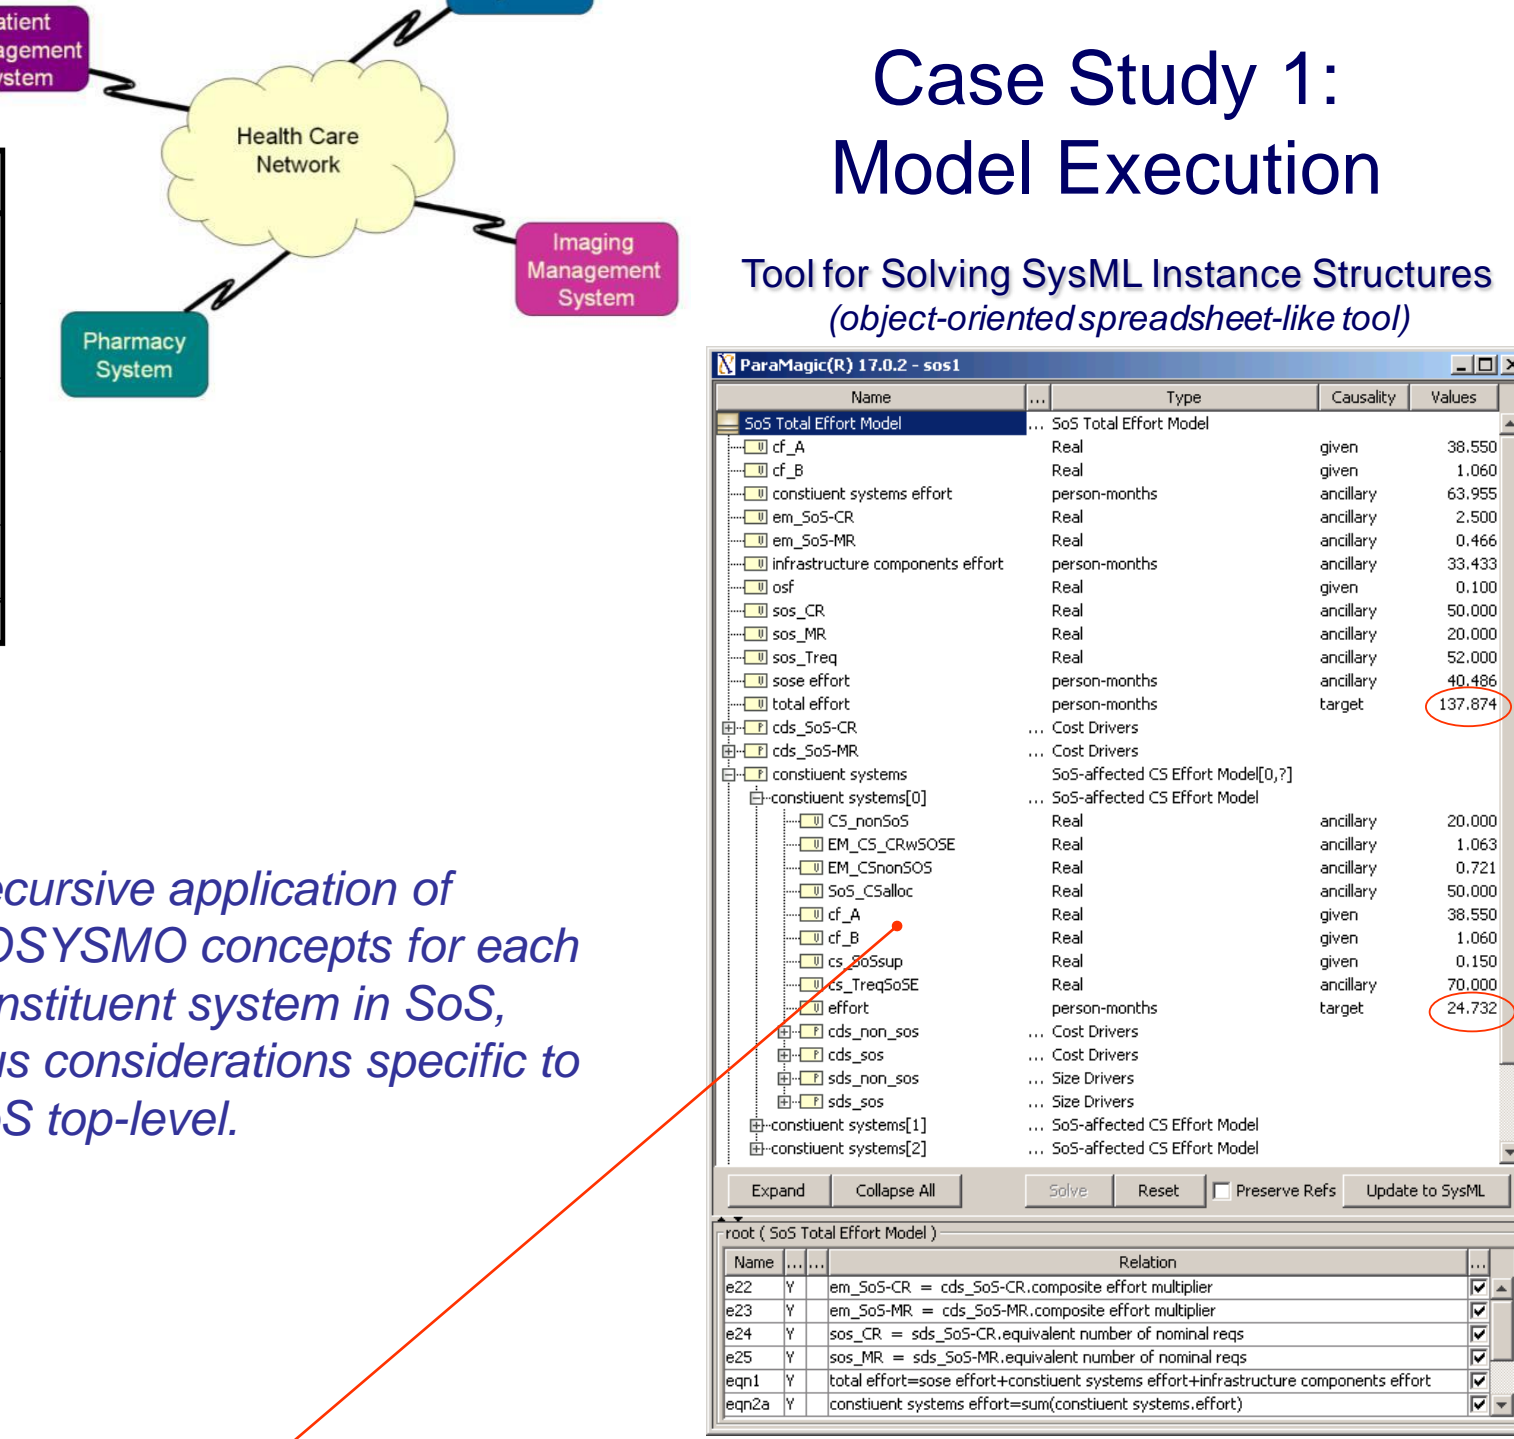 Health Care
Network
Imaging
Management
System
Pharmacy
System
Case Study 1:
Model Execution
Tool for Solving SysML Instance Structures
(object-oriented spreadsheet-like tool)
ParaMagic(R) 17.0.2 - sos1
Name ... Type Causality Values
SoS Total Effort Model ... SoS Total Effort Model
cf_A Real given 38.550
cf_B Real given 1.060
constiuent systems effort person-months ancillary 63.955
em_SoS-CR Real ancillary 2.500
em_SoS-MR Real ancillary 0.466
infrastructure components effort person-months ancillary 33.433
osf Real given 0.100
sos_CR Real ancillary 50.000
sos_MR Real ancillary 20.000
sos_Treq Real ancillary 52.000
sose effort person-months ancillary 40.486
total effort person-months target 137.874
cds_SoS-CR ... Cost Drivers
cds_SoS-MR ... Cost Drivers
constiuent systems SoS-affected CS Effort Model[0,?]
constiuent systems[0] ... SoS-affected CS Effort Model
CS_nonSoS Real ancillary 20.000
EM_CS_CRwSOSE Real ancillary 1.063
EM_CSnonSOS Real ancillary 0.721
SoS_CSalloc Real ancillary 50.000
cf_A Real given 38.550
cf_B Real given 1.060
cs_SoSsup Real given 0.150
cs_TreqSoSE Real ancillary 70.000
effort person-months target 24.732
cds_non_sos ... Cost Drivers
cds_sos ... Cost Drivers
sds_non_sos ... Size Drivers
sds_sos ... Size Drivers
constiuent systems[1] ... SoS-affected CS Effort Model
constiuent systems[2] ... SoS-affected CS Effort Model
Expand Collapse All Solve Reset Preserve Refs Update to SysML
root ( SoS Total Effort Model )
Name ... ... Relation ...
e22 Y em_SoS-CR = cds_SoS-CR.composite effort multiplier
e23 Y em_SoS-MR = cds_SoS-MR.composite effort multiplier
e24 Y sos_CR = sds_SoS-CR.equivalent number of nominal reqs
e25 Y sos_MR = sds_SoS-MR.equivalent number of nominal reqs
eqn1 Y total effort=sose effort+constiuent systems effort+infrastructure components effort
eqn2a Y constiuent systems effort=sum(constiuent systems.effort)
ecursive application of
OSYSMO concepts for each
nstituent system in SoS,
us considerations specific to
oS top-level.